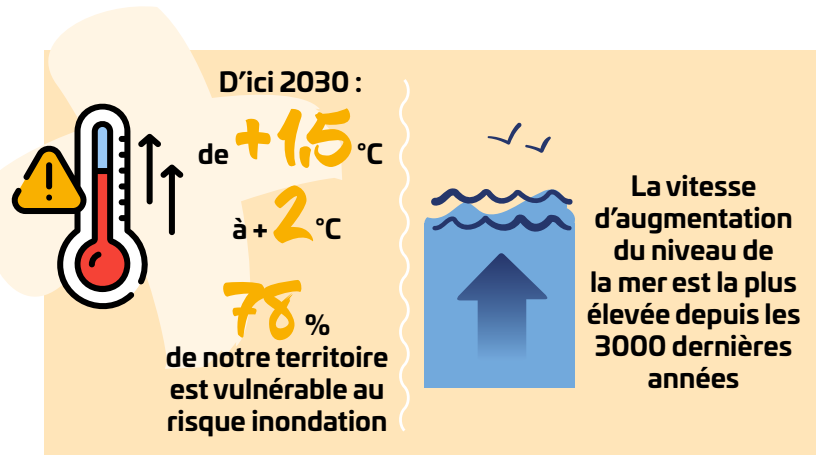 D'ici 2030 :
de +1,5 °C
à + 2 °C
78 %
de notre territoire
est vulnérable au
risque inondation
La vitesse
d'augmentation
du niveau de
la mer est la plus
élevée depuis les
3000 dernières
années